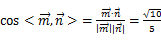 cos < m⃗, n⃗ > = m⃗·n⃗ / |m⃗||n⃗| = √10 / 5